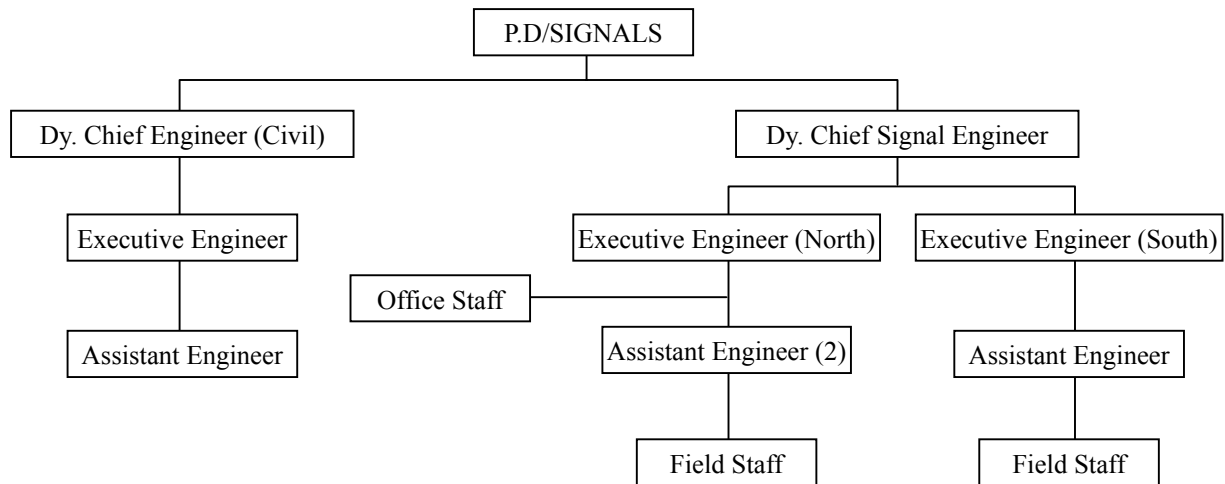 P.D/SIGNALS
Dy. Chief Engineer (Civil)
Dy. Chief Signal Engineer
Executive Engineer
Executive Engineer (North)
Executive Engineer (South)
Office Staff
Assistant Engineer
Assistant Engineer (2)
Assistant Engineer
Field Staff
Field Staff